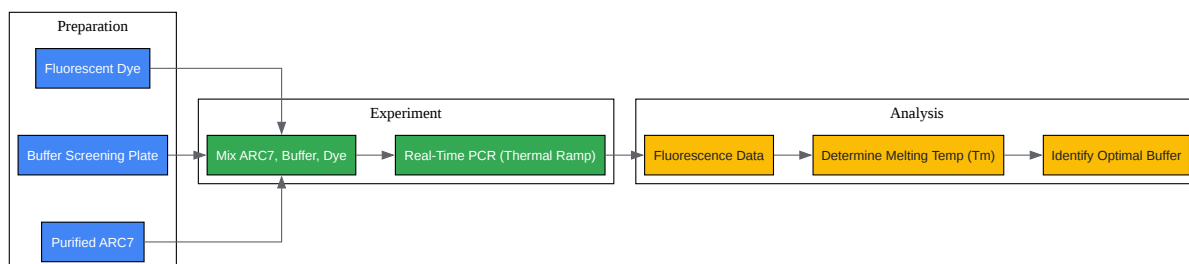 Preparation
Fluorescent Dye
Buffer Screening Plate
Purified ARC7
Experiment
Mix ARC7, Buffer, Dye
Real-Time PCR (Thermal Ramp)
Analysis
Fluorescence Data
Determine Melting Temp (Tm)
Identify Optimal Buffer